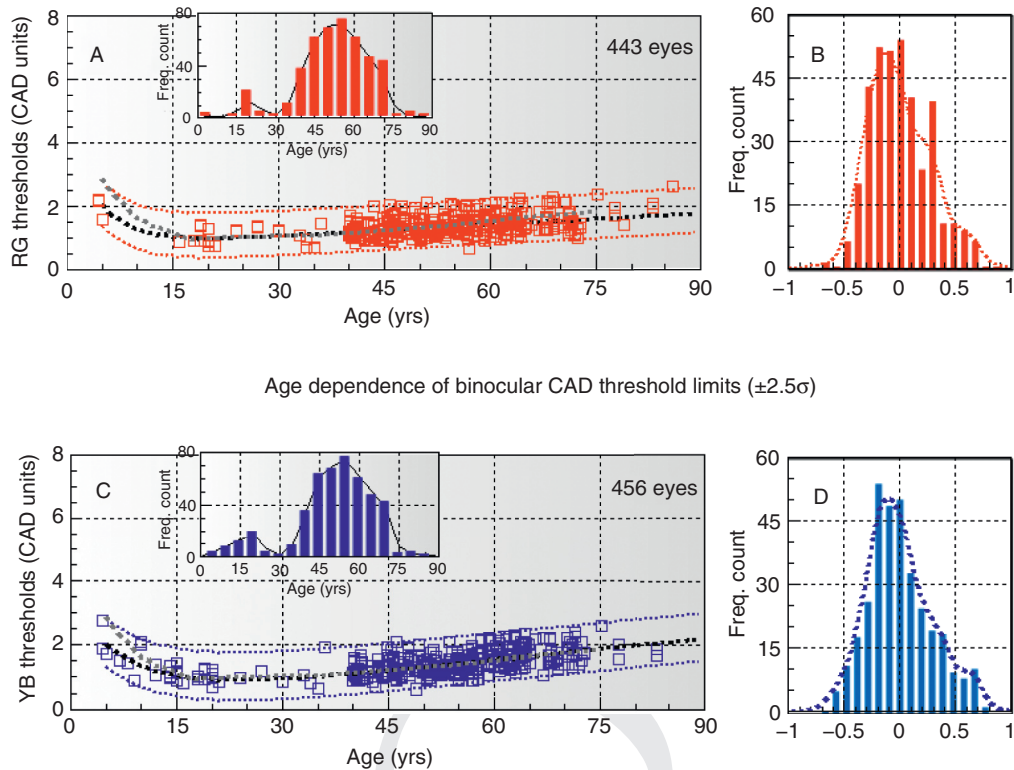 A
443 eyes
RG thresholds (CAD units)
8
6
4
2
0
0 15 30 45 60 75 90
Age (yrs)
Freq. count
80
40
0
0 15 30 45 60 75 90
Age (yrs)
B
Freq. count
60
45
30
15
0
−1 −0.5 0 0.5 1
Age dependence of binocular CAD threshold limits (±2.5σ)
C
456 eyes
YB thresholds (CAD units)
8
6
4
2
0
0 15 30 45 60 75 90
Age (yrs)
Freq. count
80
40
0
0 15 30 45 60 75 90
Age (yrs)
D
Freq. count
60
45
30
15
0
−1 −0.5 0 0.5 1